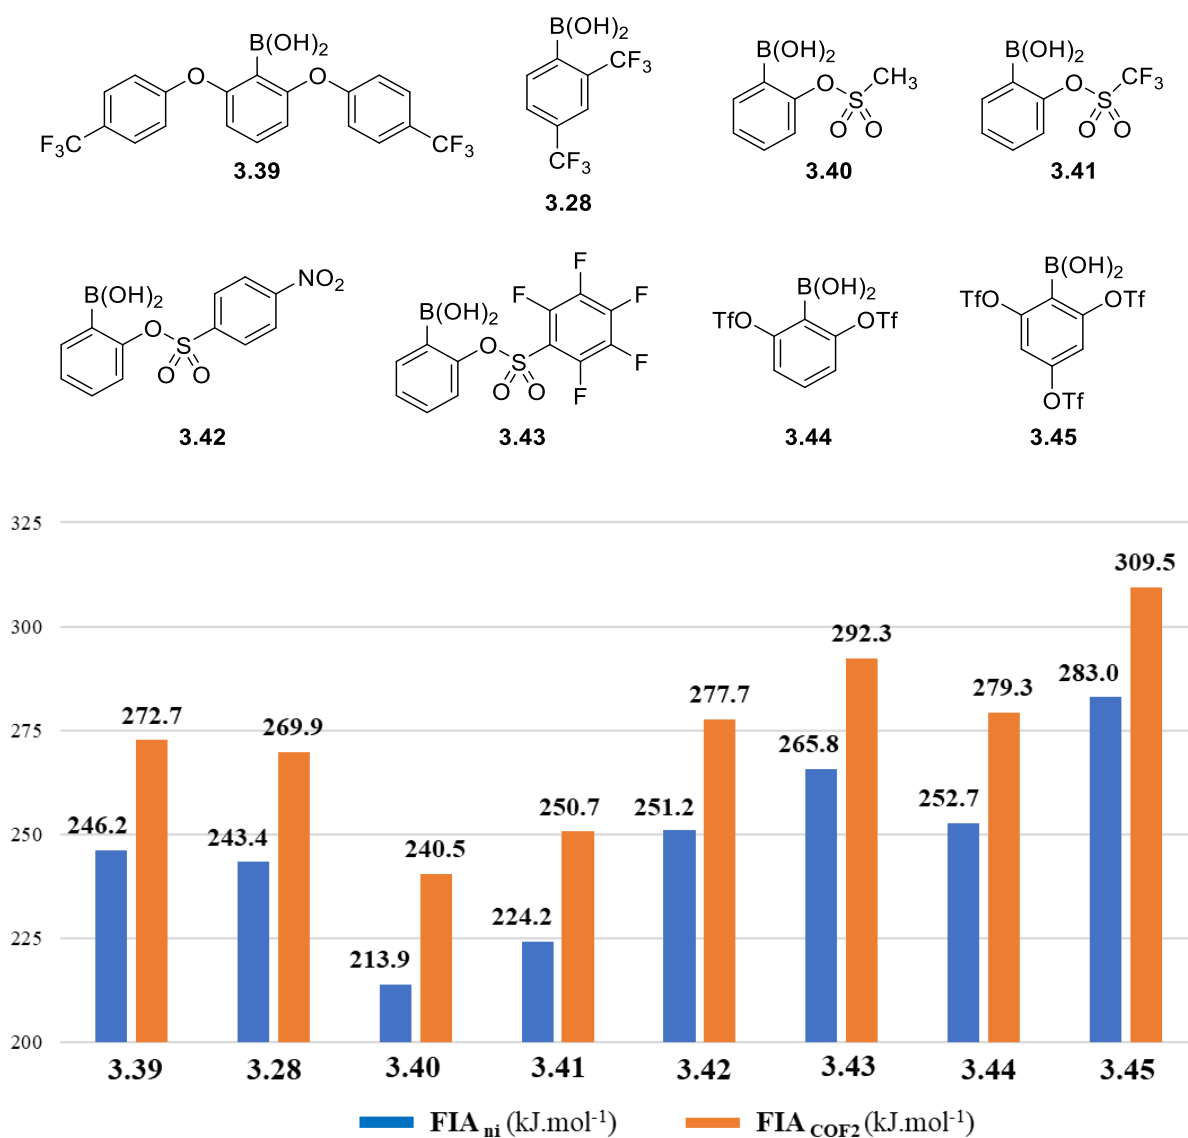 B(OH)2
O
O
F3C
CF3
3.39
B(OH)2
CF3
CF3
3.28
B(OH)2
O
S
CH3
O O
3.40
B(OH)2
O
S
CF3
O O
3.41
B(OH)2
O
S
O O
NO2
3.42
B(OH)2
O
S
O O
F
F
F
F
F
3.43
B(OH)2
TfO
OTf
3.44
B(OH)2
TfO
OTf
OTf
3.45
325
300
275
250
225
200
246.2
272.7
243.4
269.9
213.9
240.5
224.2
250.7
251.2
277.7
265.8
292.3
252.7
279.3
283.0
309.5
3.39 3.28 3.40 3.41 3.42 3.43 3.44 3.45
FIA ni (kJ.mol-1) FIA COF2 (kJ.mol-1)